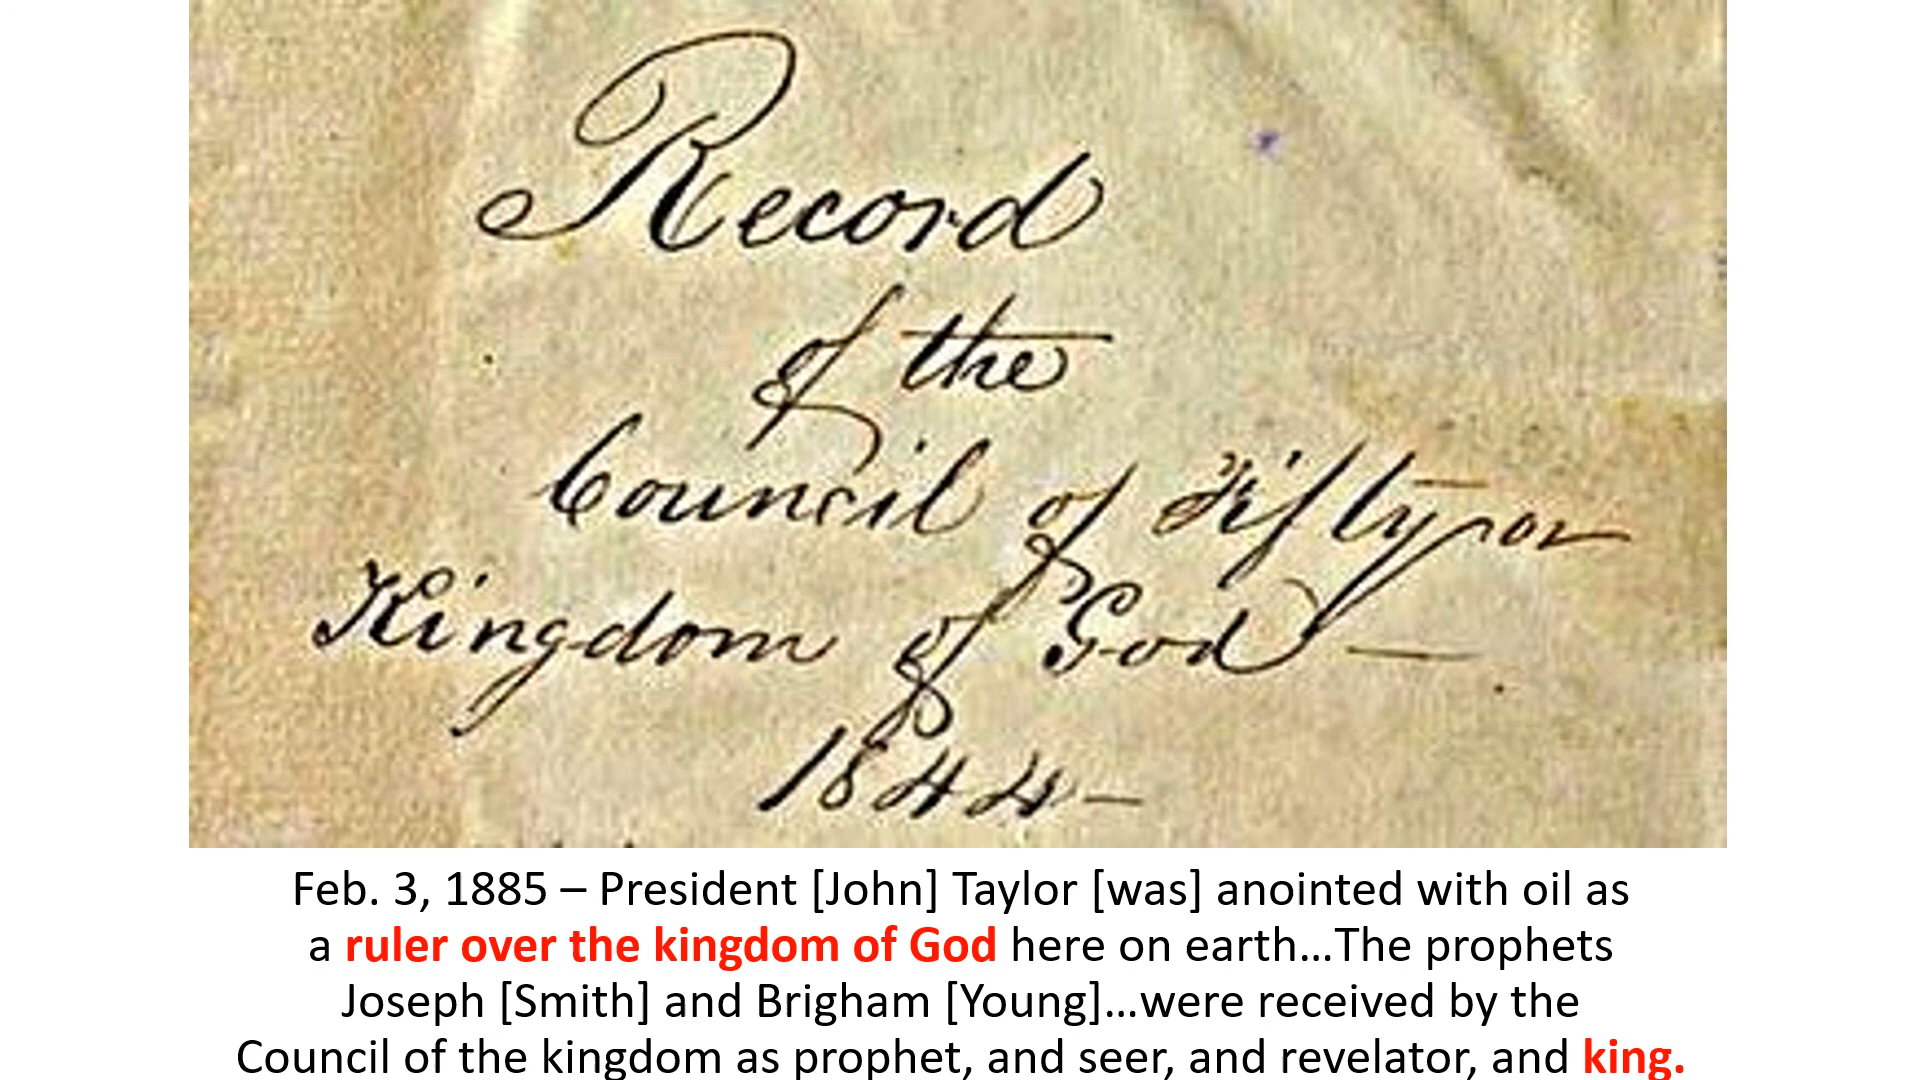 Record
of the
Council of Fifty, or
Kingdom of God —
1844 –
Feb. 3, 1885 – President [John] Taylor [was] anointed with oil as
a ruler over the kingdom of God here on earth…The prophets
Joseph [Smith] and Brigham [Young]…were received by the
Council of the kingdom as prophet, and seer, and revelator, and king.